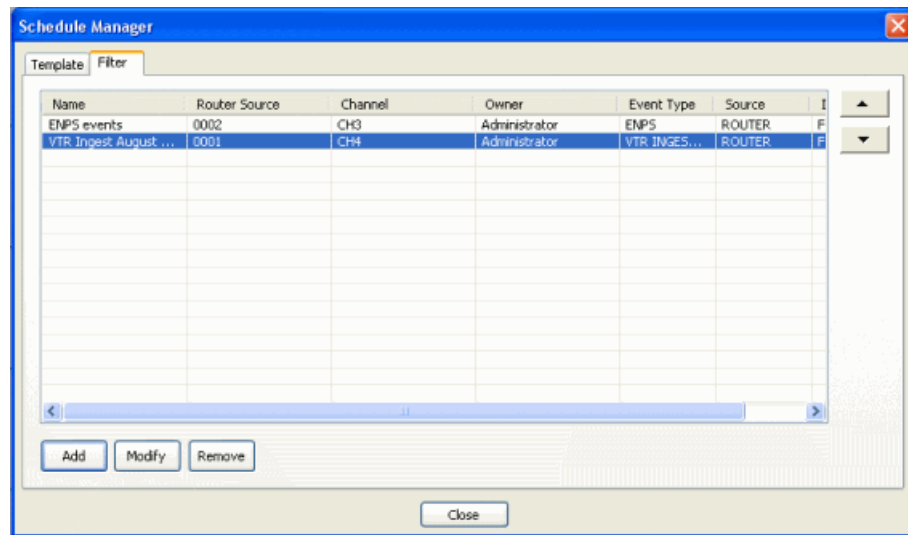 Schedule Manager
Template Filter
Name Router Source Channel Owner Event Type Source
ENPS events 0002 CH3 Administrator ENPS ROUTER F
VTR Ingest August ... 0001 CH4 Administrator VTR INGES... ROUTER F
Add Modify Remove
Close